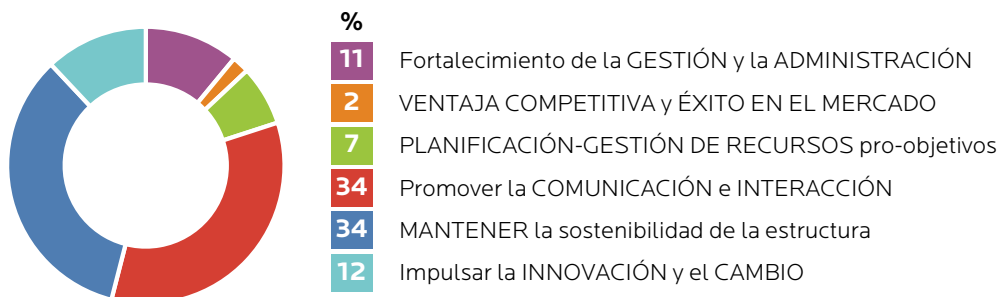 %
11 Fortalecimiento de la GESTIÓN y la ADMINISTRACIÓN
2 VENTAJA COMPETITIVA y ÉXITO EN EL MERCADO
7 PLANIFICACIÓN-GESTIÓN DE RECURSOS pro-objetivos
34 Promover la COMUNICACIÓN e INTERACCIÓN
34 MANTENER la sostenibilidad de la estructura
12 Impulsar la INNOVACIÓN y el CAMBIO